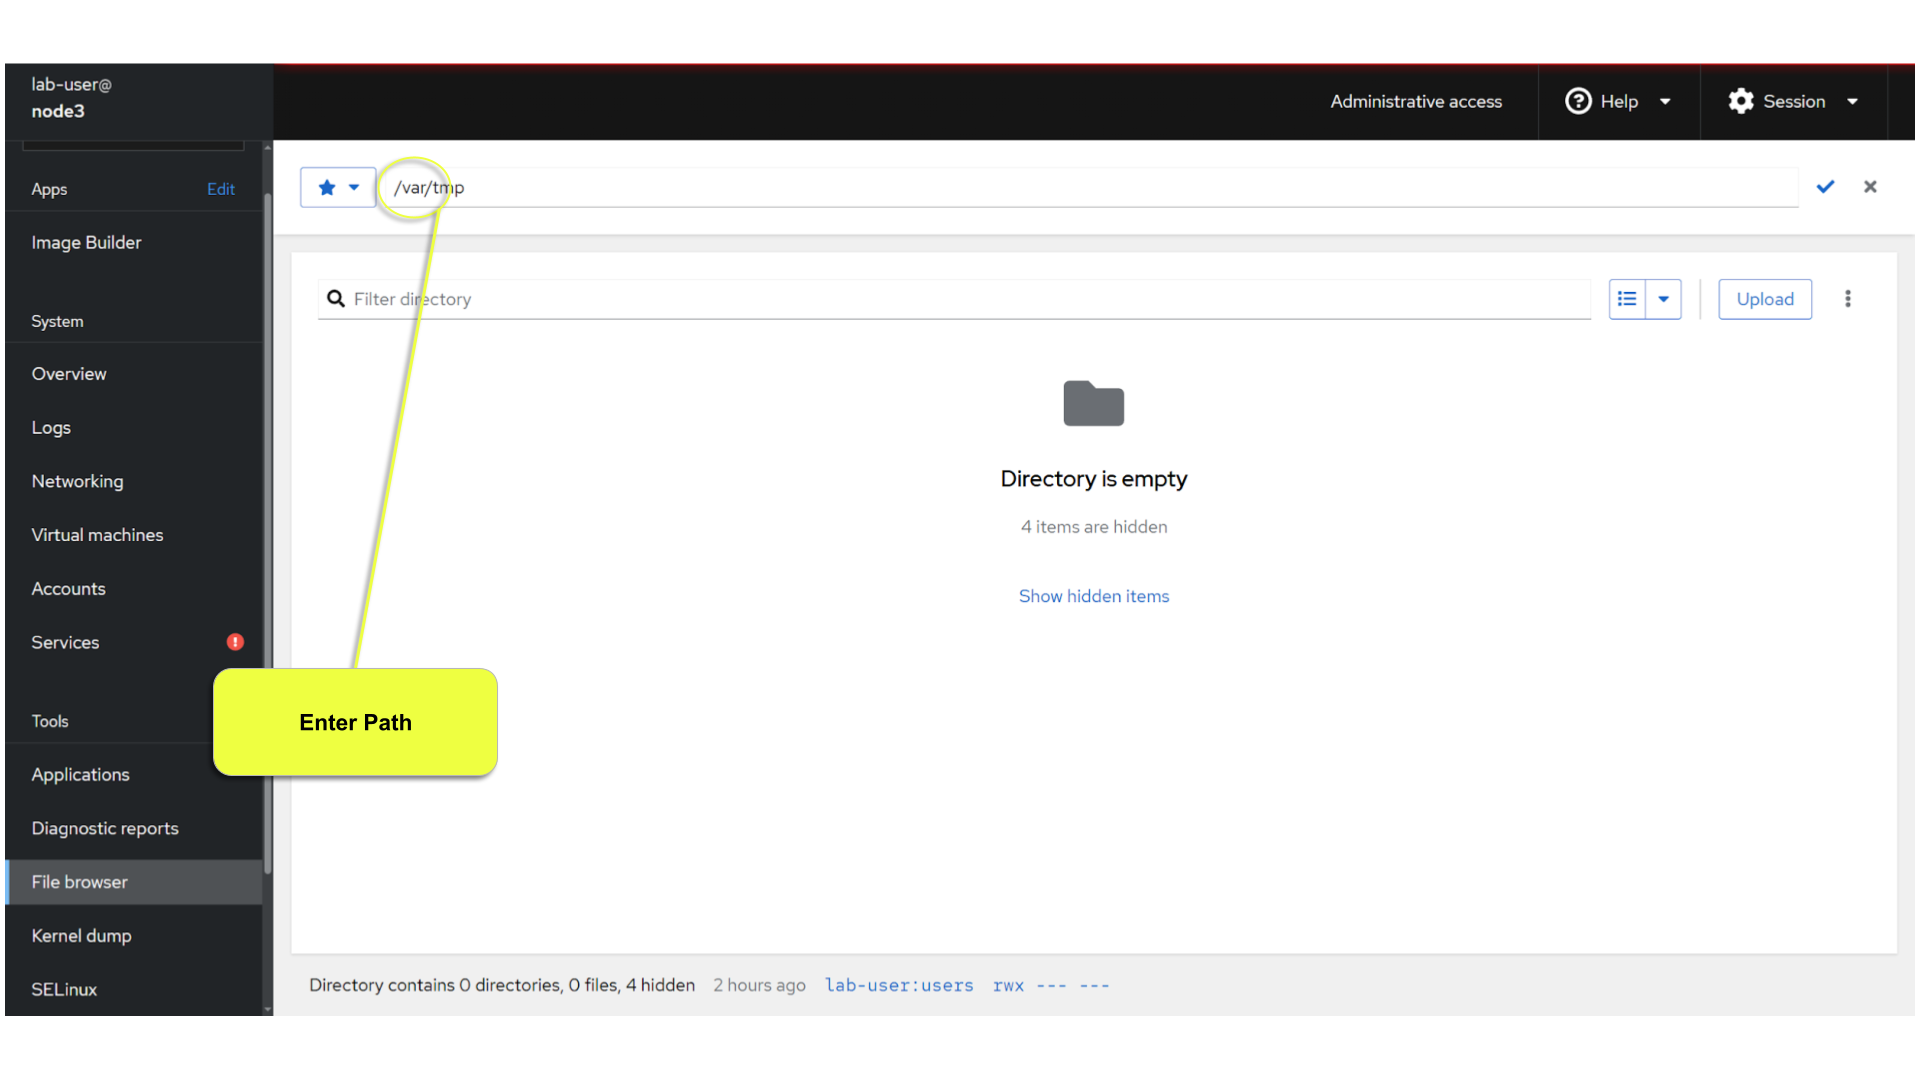 lab-user@
node3
Administrative access
Help
Session
Apps
Edit
/var/tmp
Image Builder
Filter directory
Upload
System
Overview
Logs
Directory is empty
Networking
4 items are hidden
Virtual machines
Accounts
Show hidden items
Services
Tools
Enter Path
Applications
Diagnostic reports
File browser
Kernel dump
SELinux
Directory contains 0 directories, 0 files, 4 hidden 2 hours ago lab-user:users rwx --- ---